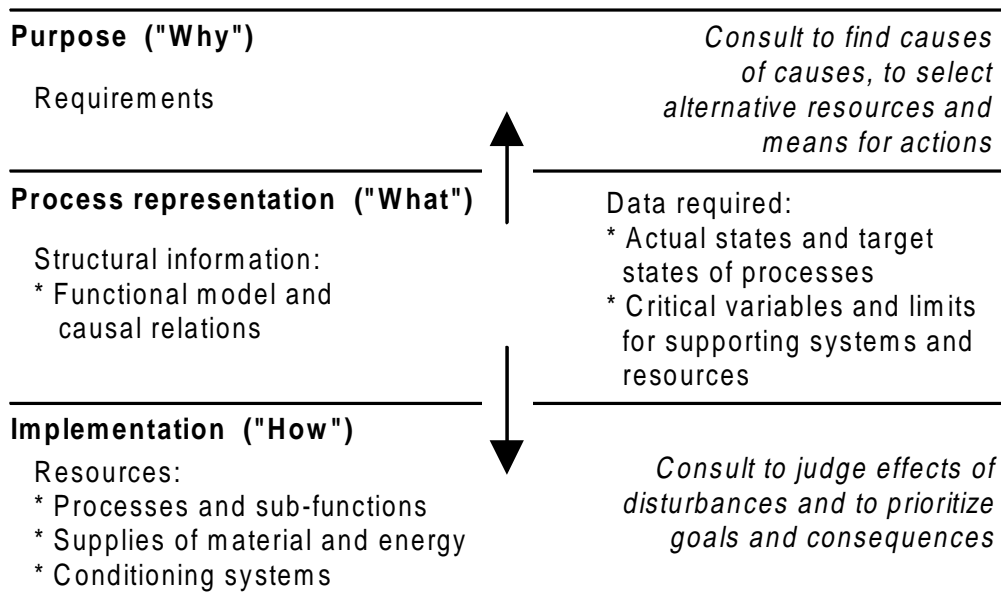 Purpose ("Why")
Requirements
Consult to find causes
of causes, to select
alternative resources and
means for actions
Process representation ("What")
Structural information:
* Functional model and
causal relations
Data required:
* Actual states and target
states of processes
* Critical variables and limits
for supporting systems and
resources
Implementation ("How")
Resources:
* Processes and sub-functions
* Supplies of material and energy
* Conditioning systems
Consult to judge effects of
disturbances and to prioritize
goals and consequences